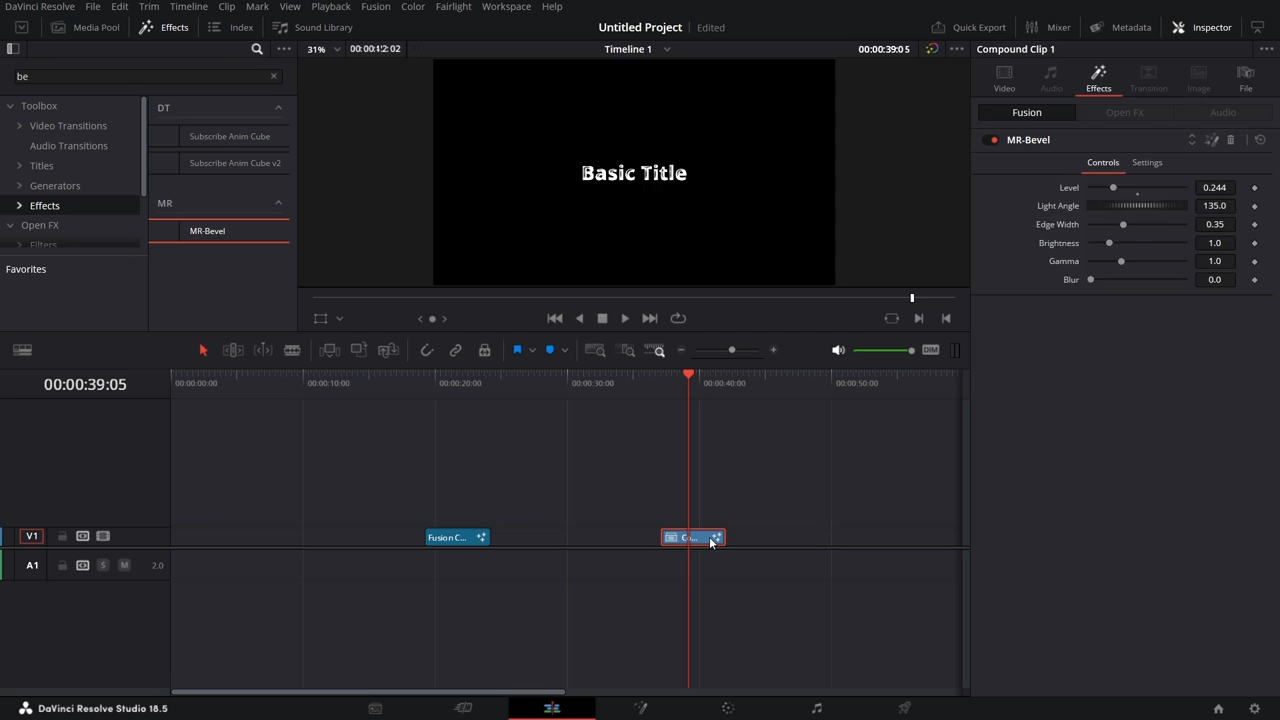 DaVinci Resolve File Edit Trim Timeline Clip Mark View Playback Fusion Color Fairlight Workspace Help
Media Pool Effects Index Sound Library Untitled Project Edited Quick Export Mixer Metadata Inspector
31% 00:00:12:02 Timeline 1 00:00:39:05 Compound Clip 1
be
Video Audio Effects Transition Image File
Toolbox
Video Transitions
Audio Transitions
Titles
Generators
Effects
Open FX
Filters
Favorites
DT
Subscribe Anim Cube
Subscribe Anim Cube v2
MR
MR-Bevel
Basic Title
Fusion Open FX Audio
MR-Bevel
Controls Settings
Level 0.244
Light Angle 135.0
Edge Width 0.35
Brightness 1.0
Gamma 1.0
Blur 0.0
DIM
00:00:39:05
00:00:00:00 00:00:10:00 00:00:20:00 00:00:30:00 00:00:40:00 00:00:50:00
V1 Fusion C... Co...
A1 S M 2.0
DaVinci Resolve Studio 18.5